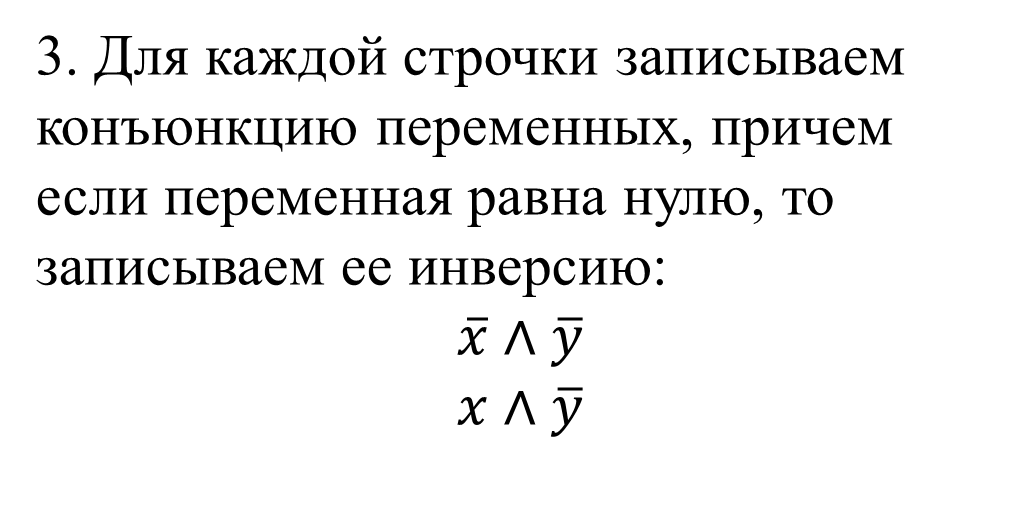 3. Для каждой строчки записываем
конъюнкцию переменных, причем
если переменная равна нулю, то
записываем ее инверсию:
x̄ ∧ ȳ
x ∧ ȳ